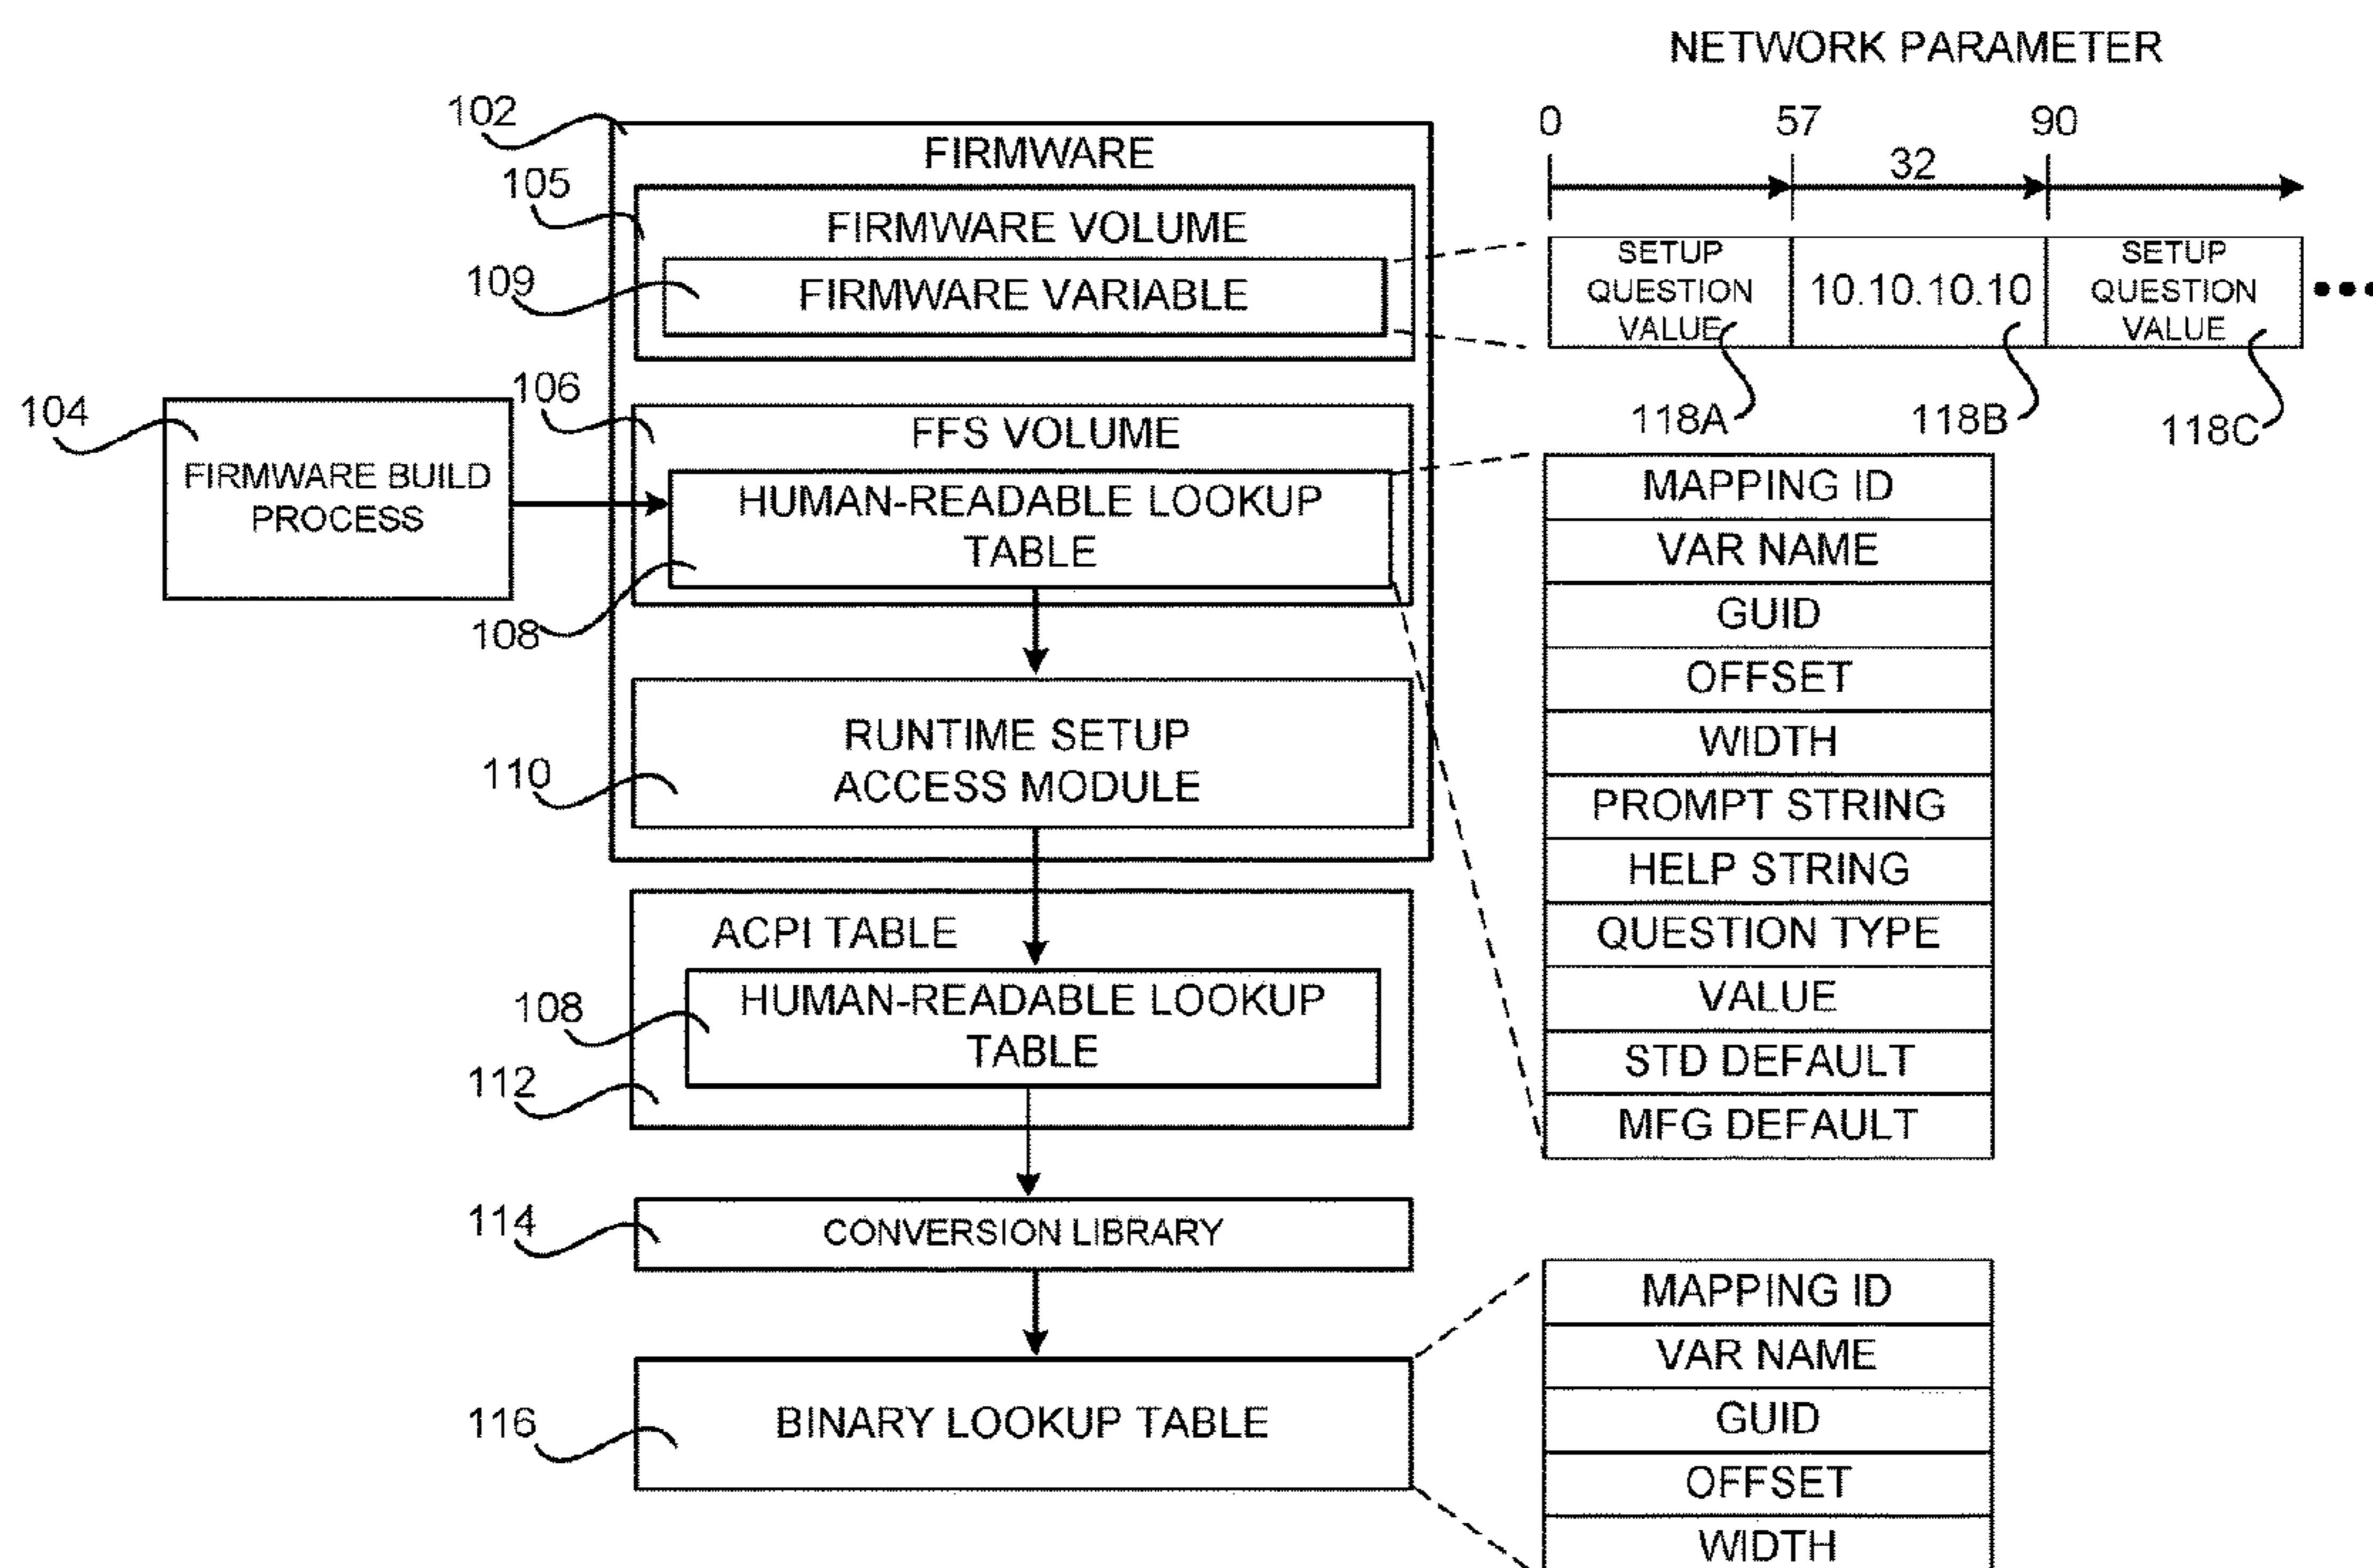 NETWORK PARAMETER
0 57 90
32
102
FIRMWARE
105
FIRMWARE VOLUME
109
FIRMWARE VARIABLE
SETUP
QUESTION
VALUE
10.10.10.10
SETUP
QUESTION
VALUE
118A
118B
118C
104
FIRMWARE BUILD
PROCESS
106
FFS VOLUME
HUMAN-READABLE LOOKUP
TABLE
108
RUNTIME SETUP
ACCESS MODULE
110
ACPI TABLE
HUMAN-READABLE LOOKUP
TABLE
108
112
114
CONVERSION LIBRARY
116
BINARY LOOKUP TABLE
MAPPING ID
VAR NAME
GUID
OFFSET
WIDTH
PROMPT STRING
HELP STRING
QUESTION TYPE
VALUE
STD DEFAULT
MFG DEFAULT
MAPPING ID
VAR NAME
GUID
OFFSET
WIDTH